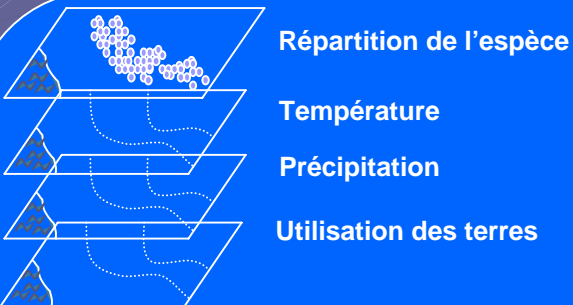 Répartition de l'espèce
Température
Précipitation
Utilisation des terres